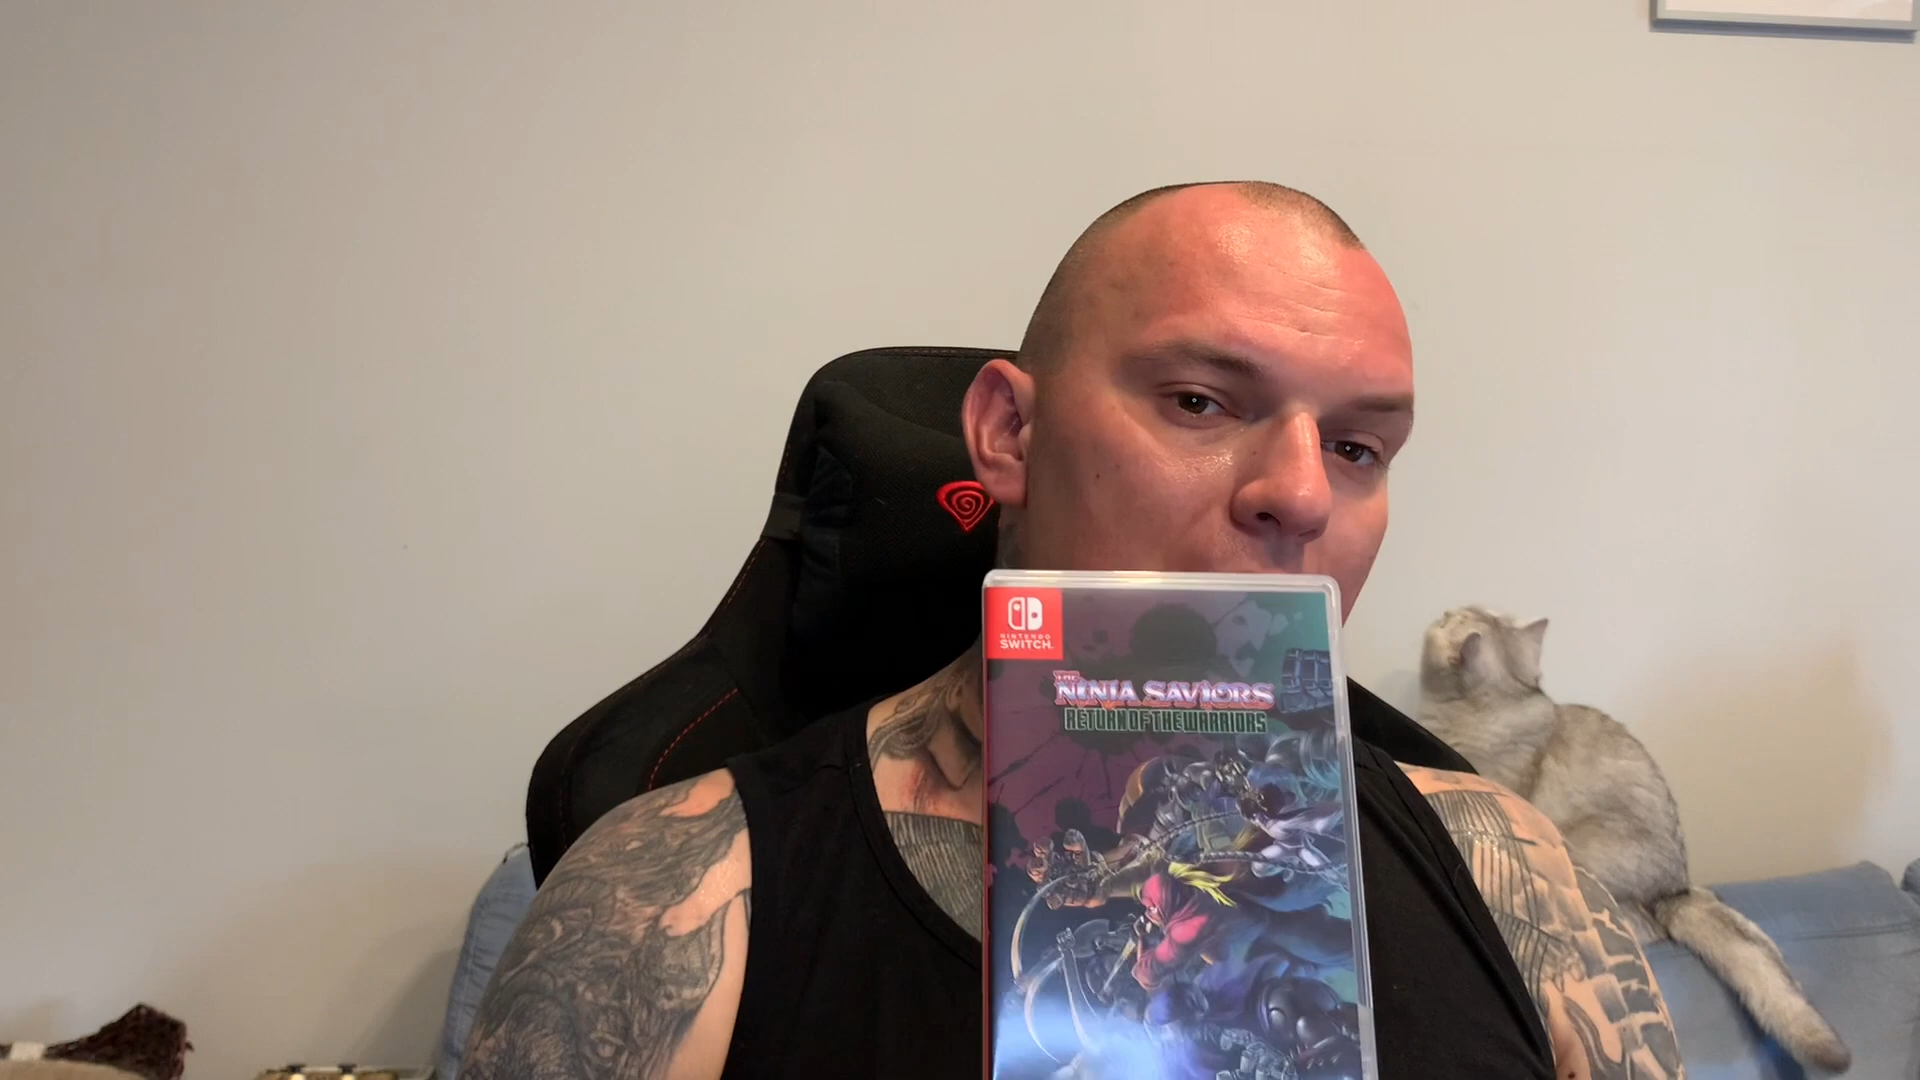 NINTENDO
SWITCH
THE
NINJA SAVIORS
RETURN OF THE WARRIORS